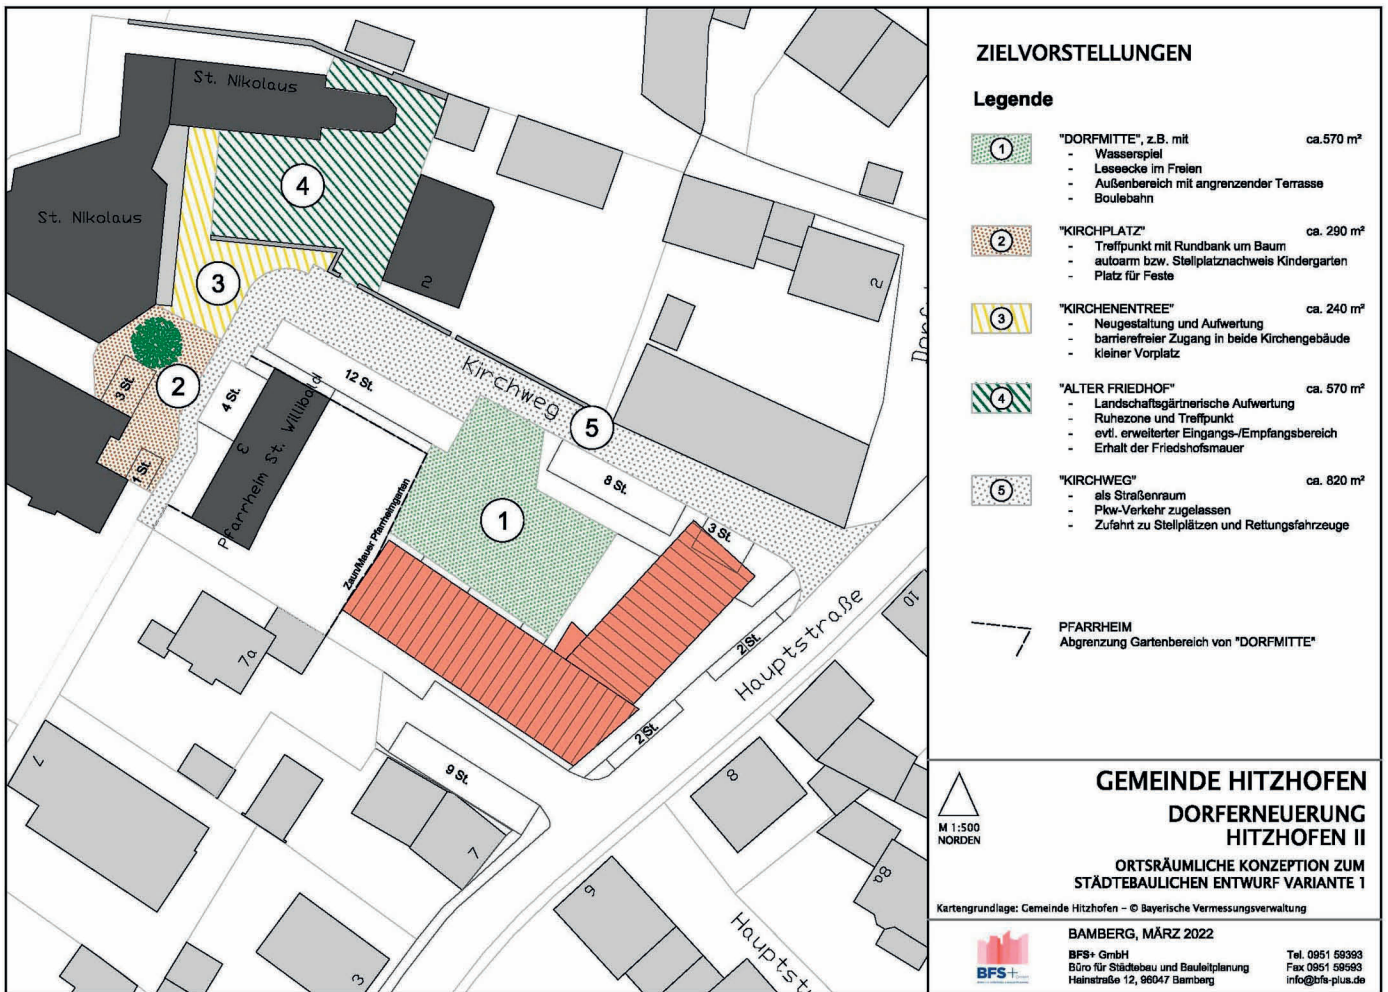 St. Nikolaus
St. Nikolaus
4
3
2
3 St.
1 St.
4 St.
12 St.
3
Pfarrheim St. Willibald
Zaun/Mauer Pfarrheimgarten
Kirchweg
5
8 St.
3 St.
1
2
2
2 St.
2 St.
Hauptstraße
10
7a
7
9 St.
7
8
8a
9
3
Hauptst
ZIELVORSTELLUNGEN
Legende
1
"DORFMITTE", z.B. mit ca.570 m²
- Wasserspiel
- Leseecke im Freien
- Außenbereich mit angrenzender Terrasse
- Boulebahn
2
"KIRCHPLATZ" ca. 290 m²
- Treffpunkt mit Rundbank um Baum
- autoarm bzw. Stellplatznachweis Kindergarten
- Platz für Feste
3
"KIRCHENENTREE" ca. 240 m²
- Neugestaltung und Aufwertung
- barrierefreier Zugang in beide Kirchengebäude
- kleiner Vorplatz
4
"ALTER FRIEDHOF" ca. 570 m²
- Landschaftsgärtnerische Aufwertung
- Ruhezone und Treffpunkt
- evtl. erweiterter Eingangs-/Empfangsbereich
- Erhalt der Friedshofsmauer
5
"KIRCHWEG" ca. 820 m²
- als Straßenraum
- Pkw-Verkehr zugelassen
- Zufahrt zu Stellplätzen und Rettungsfahrzeuge
PFARRHEIM
Abgrenzung Gartenbereich von "DORFMITTE"
M 1:500
NORDEN
GEMEINDE HITZHOFEN
DORFERNEUERUNG
HITZHOFEN II
ORTSRÄUMLICHE KONZEPTION ZUM
STÄDTEBAULICHEN ENTWURF VARIANTE 1
Kartengrundlage: Gemeinde Hitzhofen – © Bayerische Vermessungsverwaltung
BFS+
BAMBERG, MÄRZ 2022
BFS+ GmbH Tel. 0951 59393
Büro für Städtebau und Bauleitplanung Fax 0951 59593
Hainstraße 12, 96047 Bamberg info@bfs-plus.de